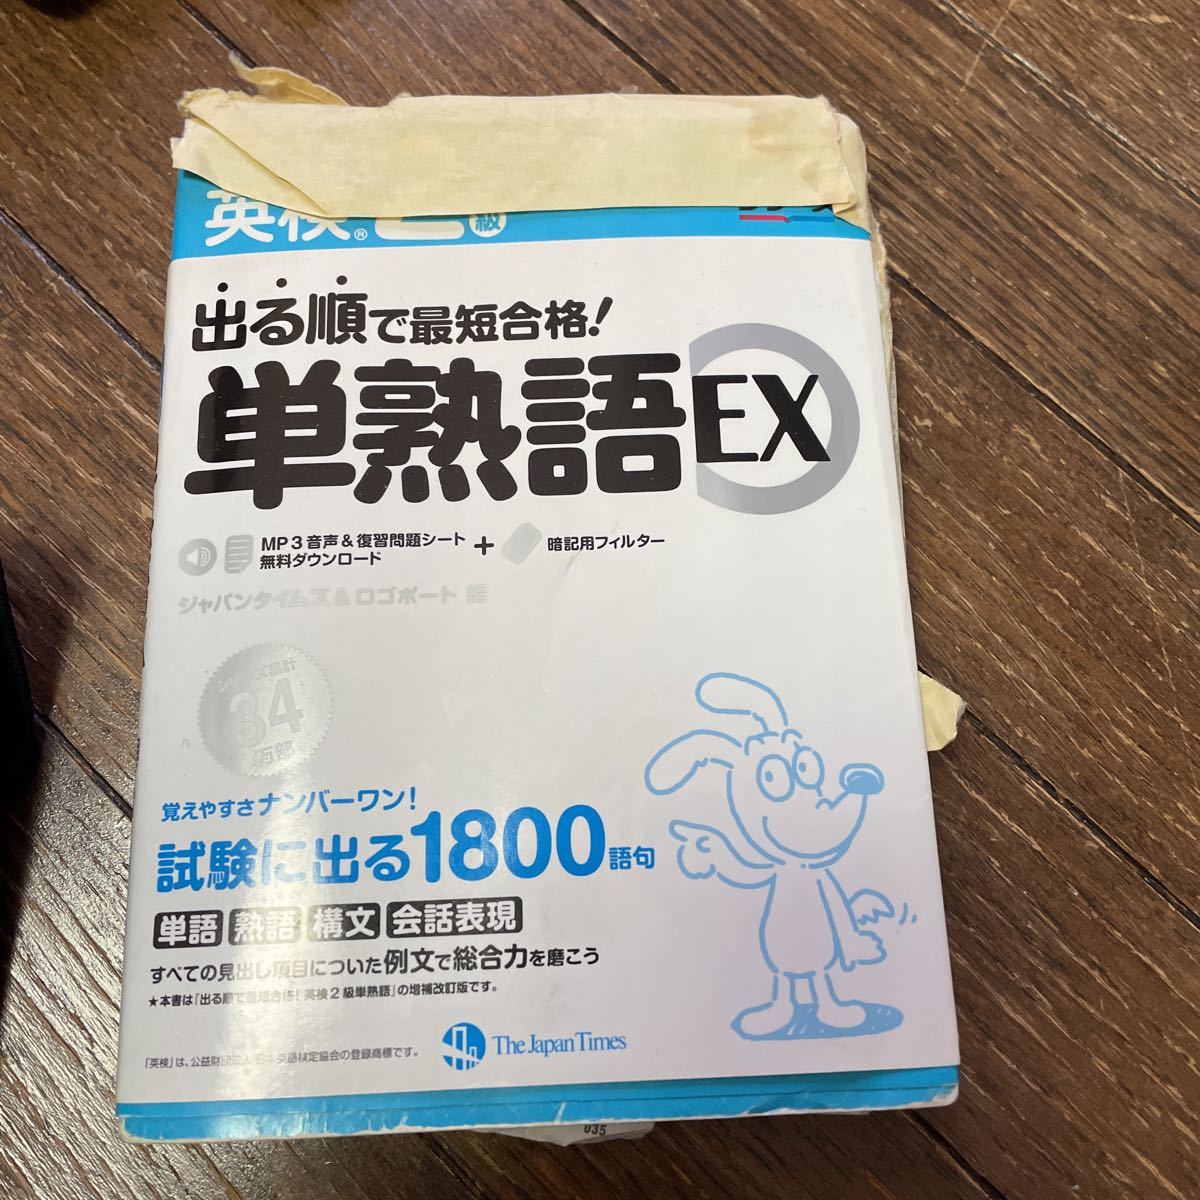 英検® 2級
出る順で最短合格!
単熟語EX
MP3音声&復習問題シート
無料ダウンロード
+
暗記用フィルター
ジャパンタイムズ&ロゴポート 編
シリーズ累計
34
万部
覚えやすさナンバーワン!
試験に出る1800語句
単語 熟語 構文 会話表現
すべての見出し項目についた例文で総合力を磨こう
★本書は「出る順で最短合格! 英検2級単熟語」の増補改訂版です。
「英検」は、公益財団法人 日本英語検定協会の登録商標です。
The Japan Times
035